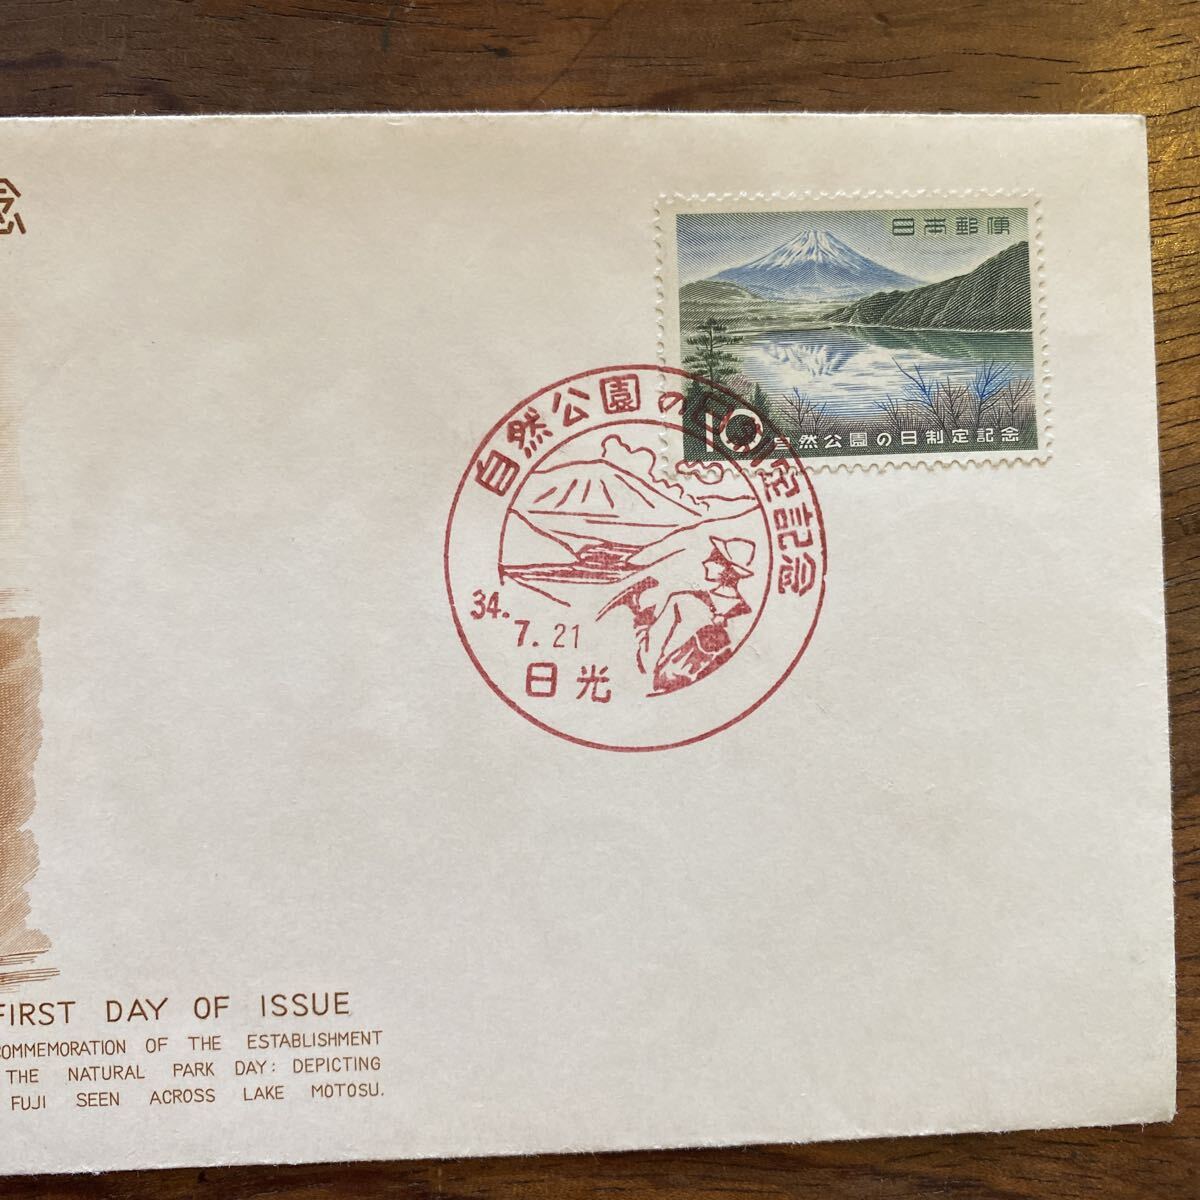 念
日本郵便
10 自然公園の日制定記念
自然公園の日制定記念
34.
7. 21
日光
FIRST DAY OF ISSUE
COMMEMORATION OF THE ESTABLISHMENT
THE NATURAL PARK DAY: DEPICTING
FUJI SEEN ACROSS LAKE MOTOSU.